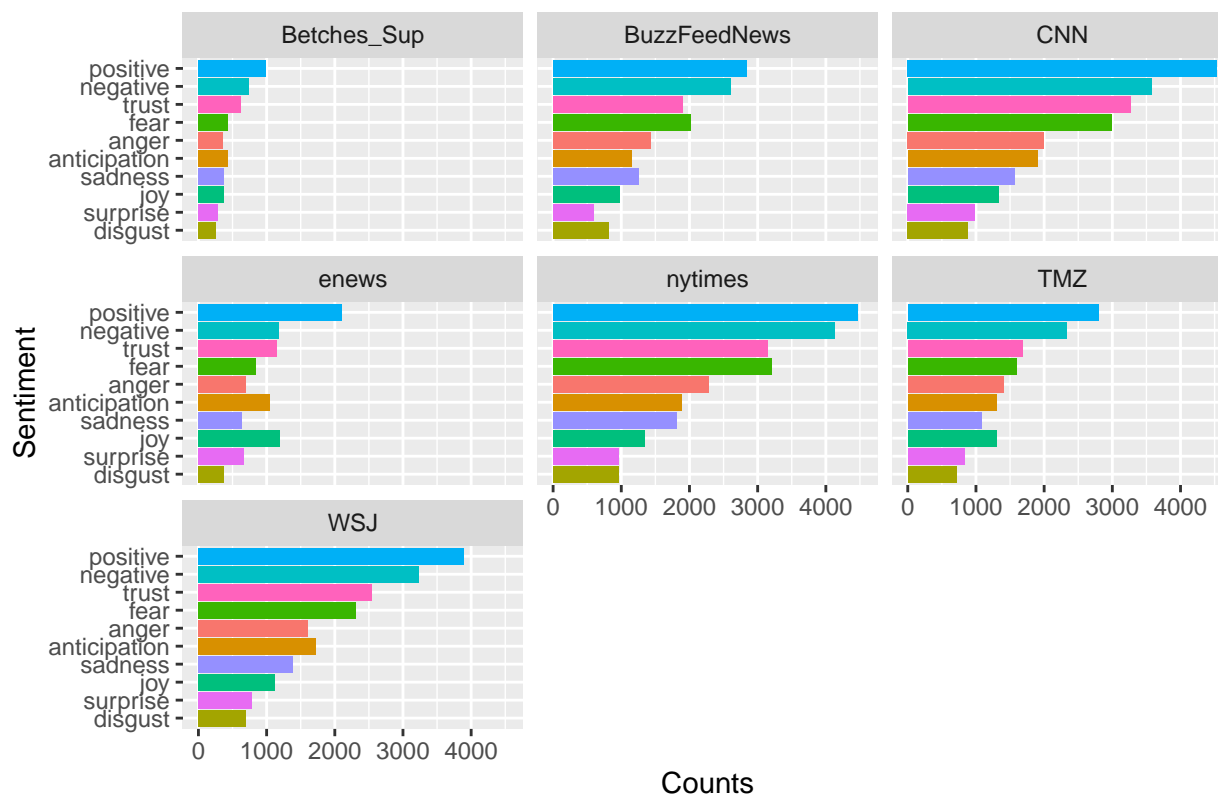 Betches_Sup BuzzFeedNews CNN
positive
negative
trust
fear
anger
anticipation
sadness
joy
surprise
disgust
enews nytimes TMZ
positive
negative
trust
fear
anger
anticipation
sadness
joy
surprise
disgust
0 1000 2000 3000 4000 0 1000 2000 3000 4000
WSJ
positive
negative
trust
fear
anger
anticipation
sadness
joy
surprise
disgust
0 1000 2000 3000 4000
Sentiment
Counts